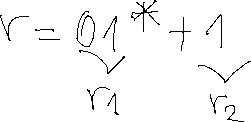 r = 01* + 1
r1 r2